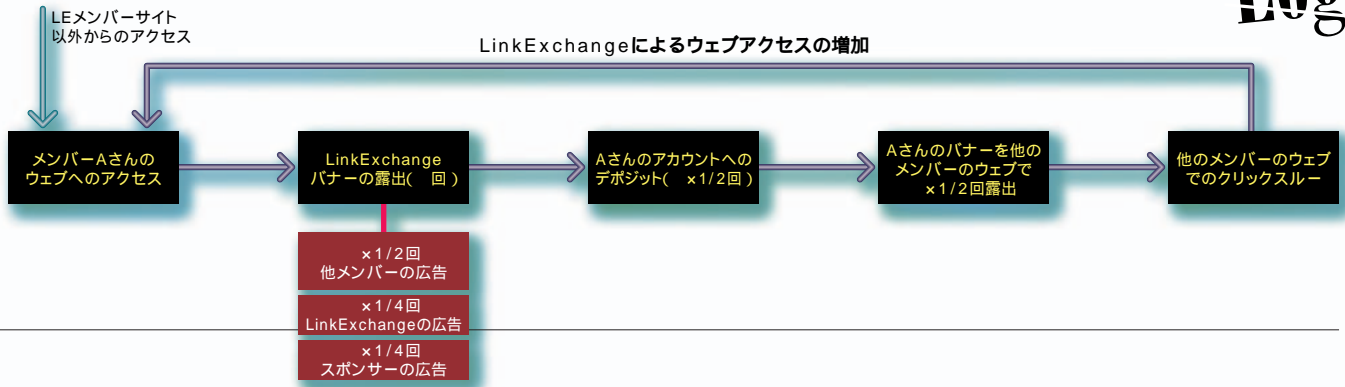 LEメンバーサイト
以外からのアクセス
LinkExchangeによるウェブアクセスの増加
メンバーAさんの
ウェブへのアクセス
LinkExchange
バナーの露出(　回)
Aさんのアカウントへの
デポジット(　×1/2回)
Aさんのバナーを他の
メンバーのウェブで
×1/2回露出
他のメンバーのウェブ
でのクリックスルー
×1/2回
他メンバーの広告
×1/4回
LinkExchangeの広告
×1/4回
スポンサーの広告